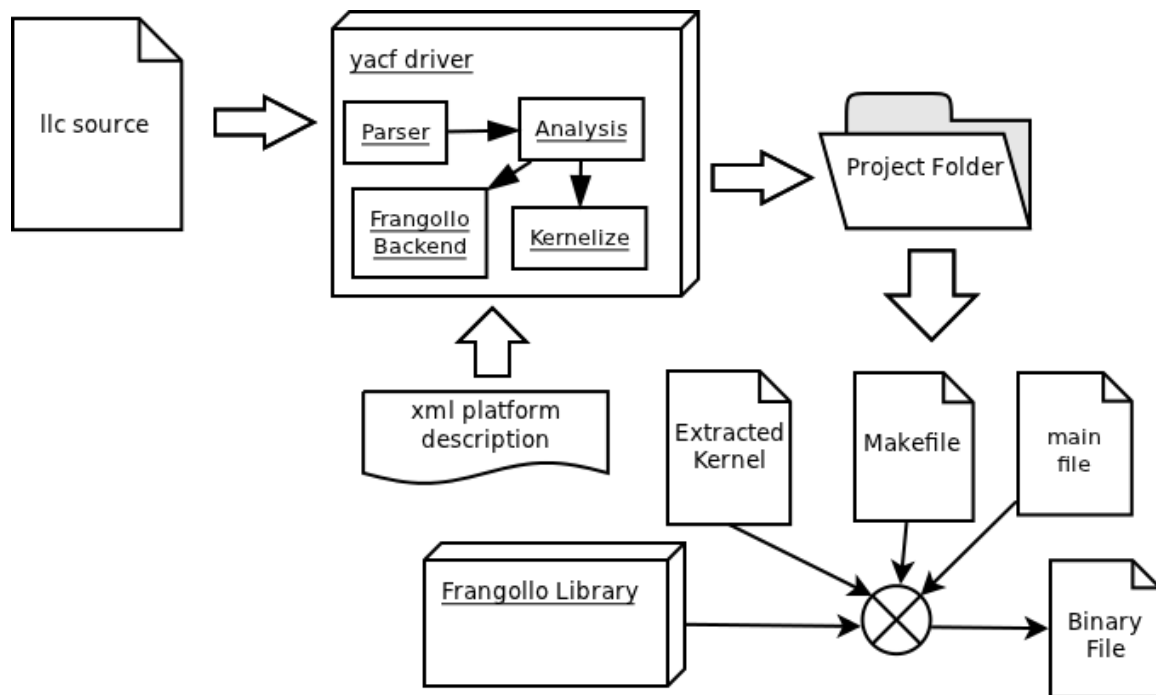 llc source
yacf driver
Parser
Analysis
Frangollo
Backend
Kernelize
Project Folder
xml platform
description
Extracted
Kernel
Makefile
main
file
Frangollo Library
Binary
File